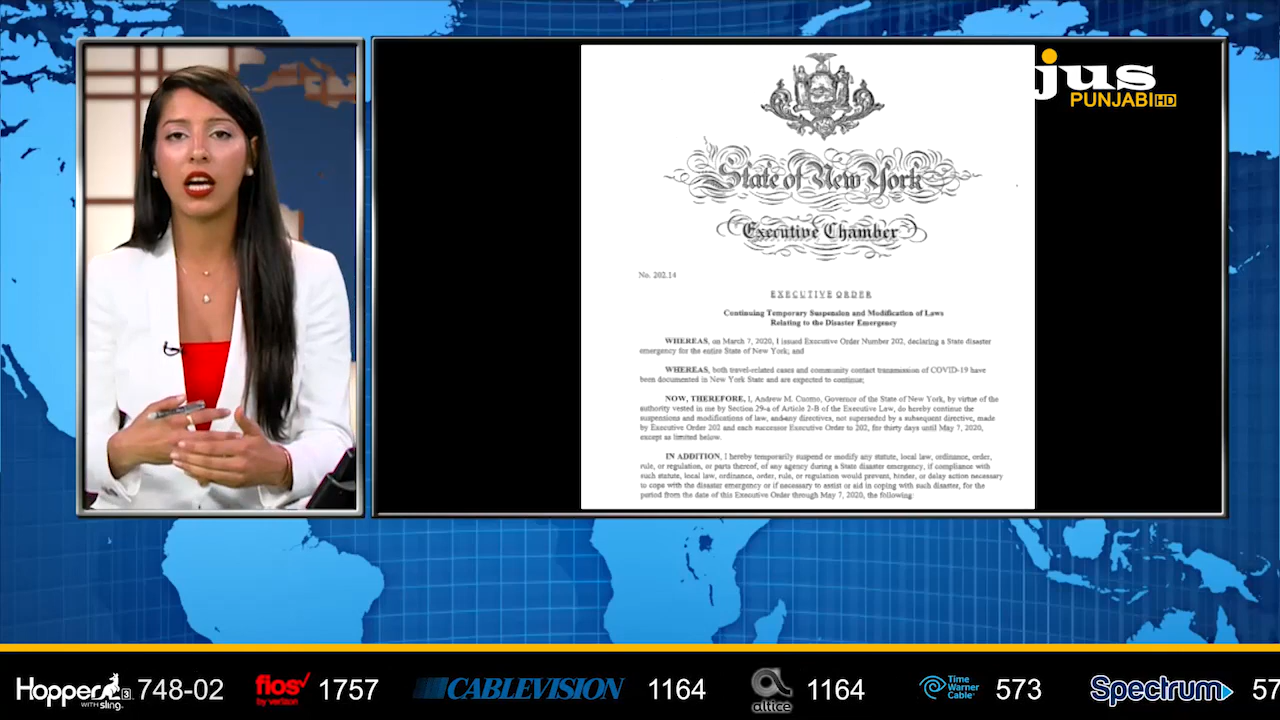 jus
PUNJABI HD
State of New York
Executive Chamber
No. 202.14
EXECUTIVE ORDER
Continuing Temporary Suspension and Modification of Laws
Relating to the Disaster Emergency
WHEREAS, on March 7, 2020, I issued Executive Order Number 202, declaring a State disaster
emergency for the entire State of New York; and
WHEREAS, both travel-related cases and community contact transmission of COVID-19 have
been documented in New York State and are expected to continue;
NOW, THEREFORE, I, Andrew M. Cuomo, Governor of the State of New York, by virtue of the
authority vested in me by Section 29-a of Article 2-B of the Executive Law, do hereby continue the
suspensions and modifications of law, and any directives, not superseded by a subsequent directive, made
by Executive Order 202 and each successor Executive Order to 202, for thirty days until May 7, 2020,
except as limited below.
IN ADDITION, I hereby temporarily suspend or modify any statute, local law, ordinance, order,
rule, or regulation, or parts thereof, of any agency during a State disaster emergency, if compliance with
such statute, local law, ordinance, order, rule, or regulation would prevent, hinder, or delay action necessary
to cope with the disaster emergency or if necessary to assist or aid in coping with such disaster, for the
period from the date of this Executive Order through May 7, 2020, the following:
Hopper 3 WITH sling 748-02 fios by verizon 1757 CABLEVISION 1164 altice 1164 Time Warner Cable 573 Spectrum 57